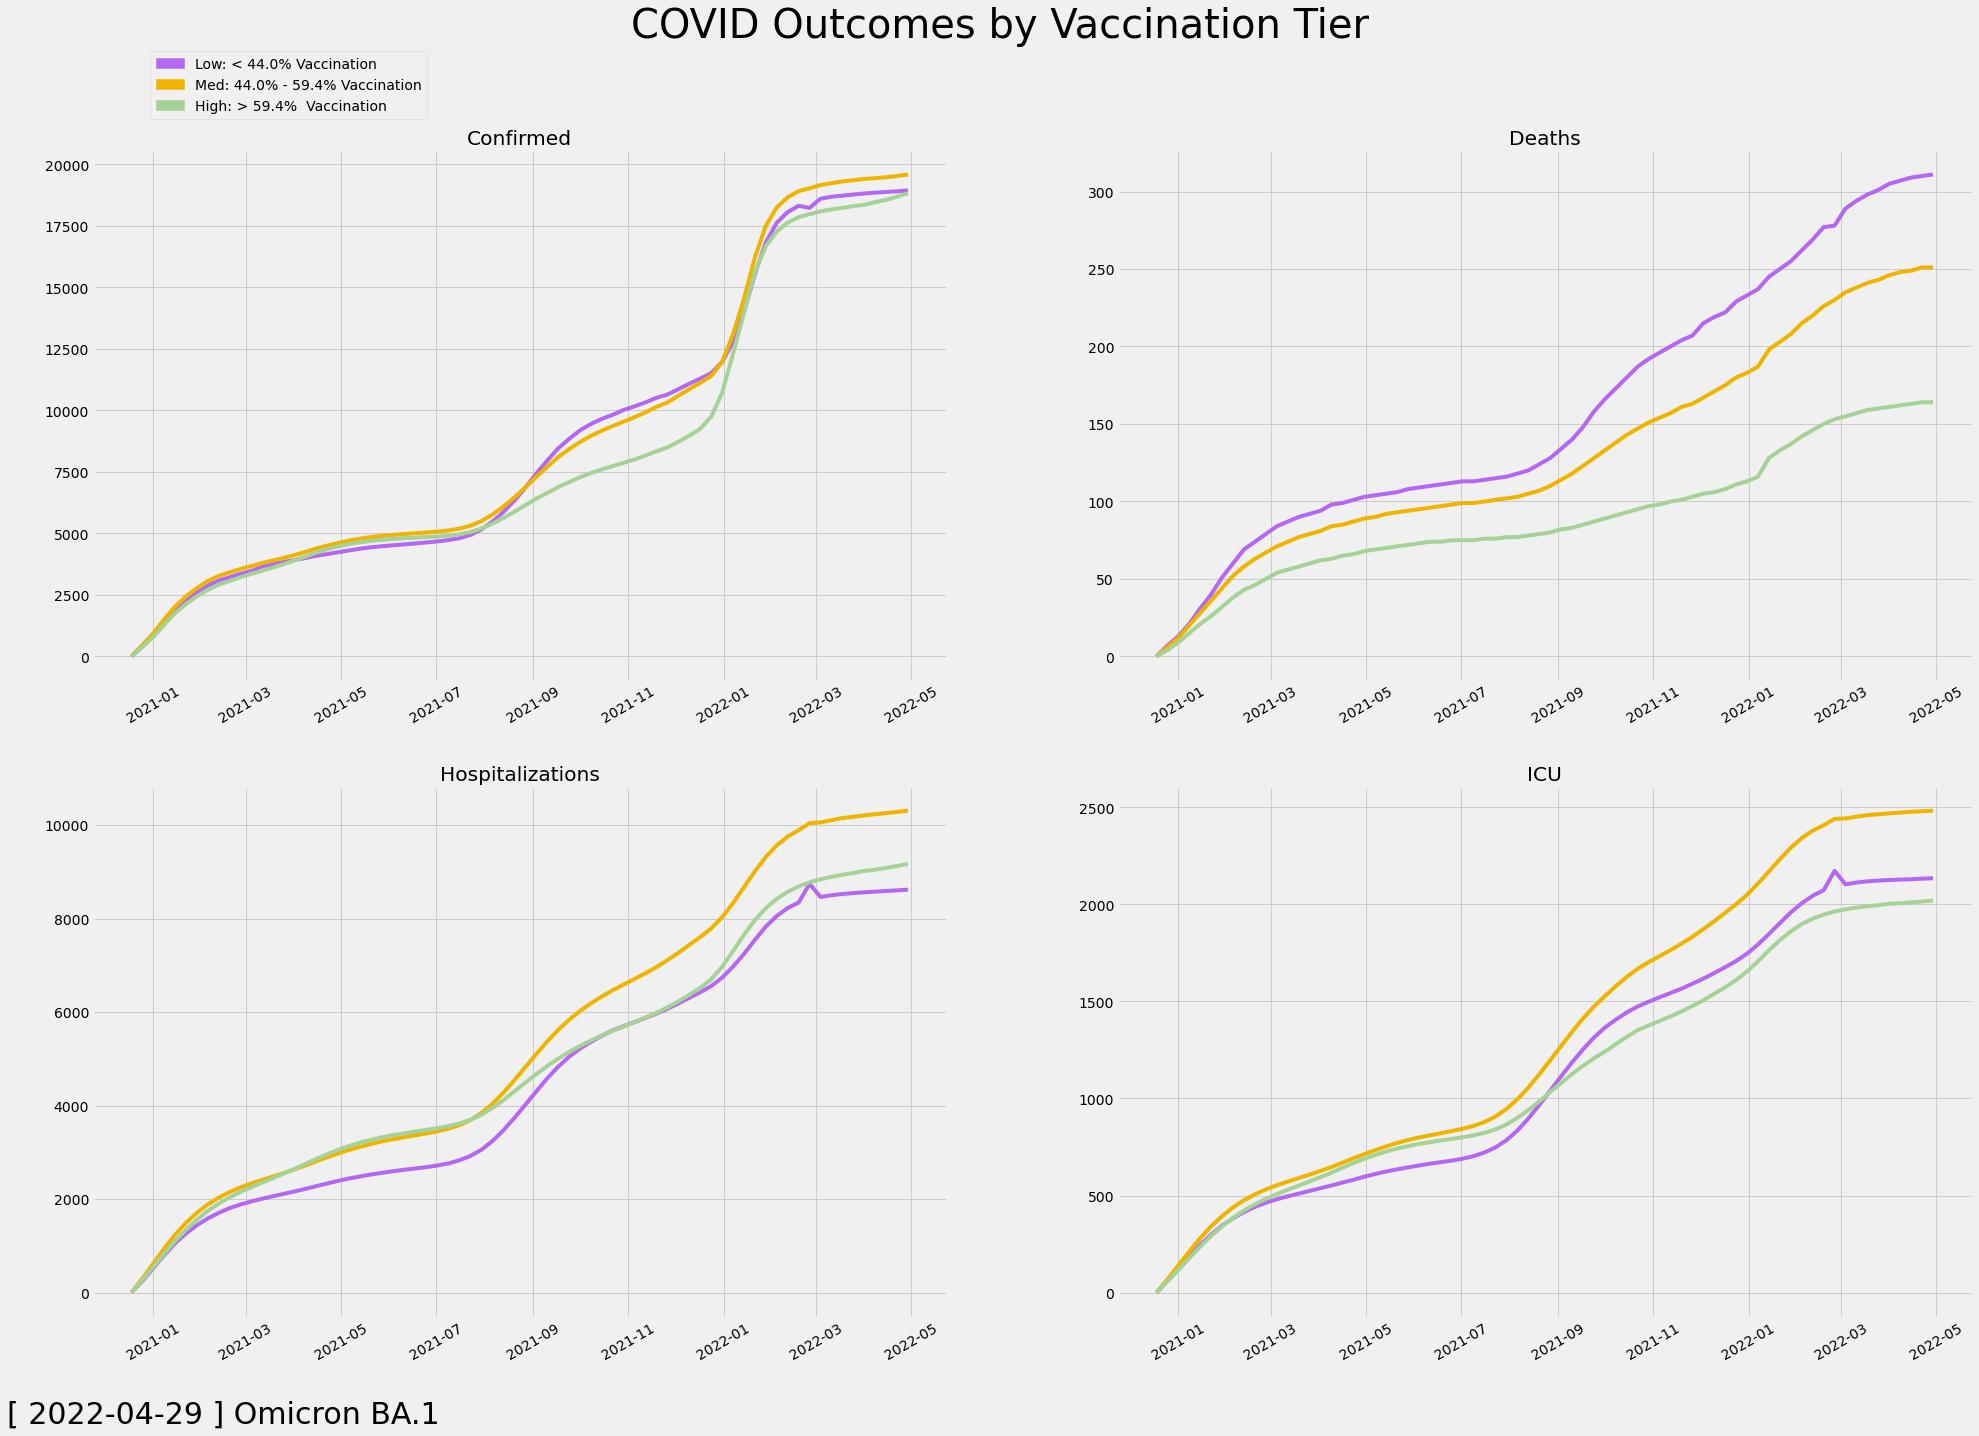 COVID Outcomes by Vaccination Tier
Low: < 44.0% Vaccination
Med: 44.0% - 59.4% Vaccination
High: > 59.4%  Vaccination
Confirmed
20000
17500
15000
12500
10000
7500
5000
2500
0
2021-01 2021-03 2021-05 2021-07 2021-09 2021-11 2022-01 2022-03 2022-05
Deaths
300
250
200
150
100
50
0
2021-01 2021-03 2021-05 2021-07 2021-09 2021-11 2022-01 2022-03 2022-05
Hospitalizations
10000
8000
6000
4000
2000
0
2021-01 2021-03 2021-05 2021-07 2021-09 2021-11 2022-01 2022-03 2022-05
ICU
2500
2000
1500
1000
500
0
2021-01 2021-03 2021-05 2021-07 2021-09 2021-11 2022-01 2022-03 2022-05
[ 2022-04-29 ] Omicron BA.1